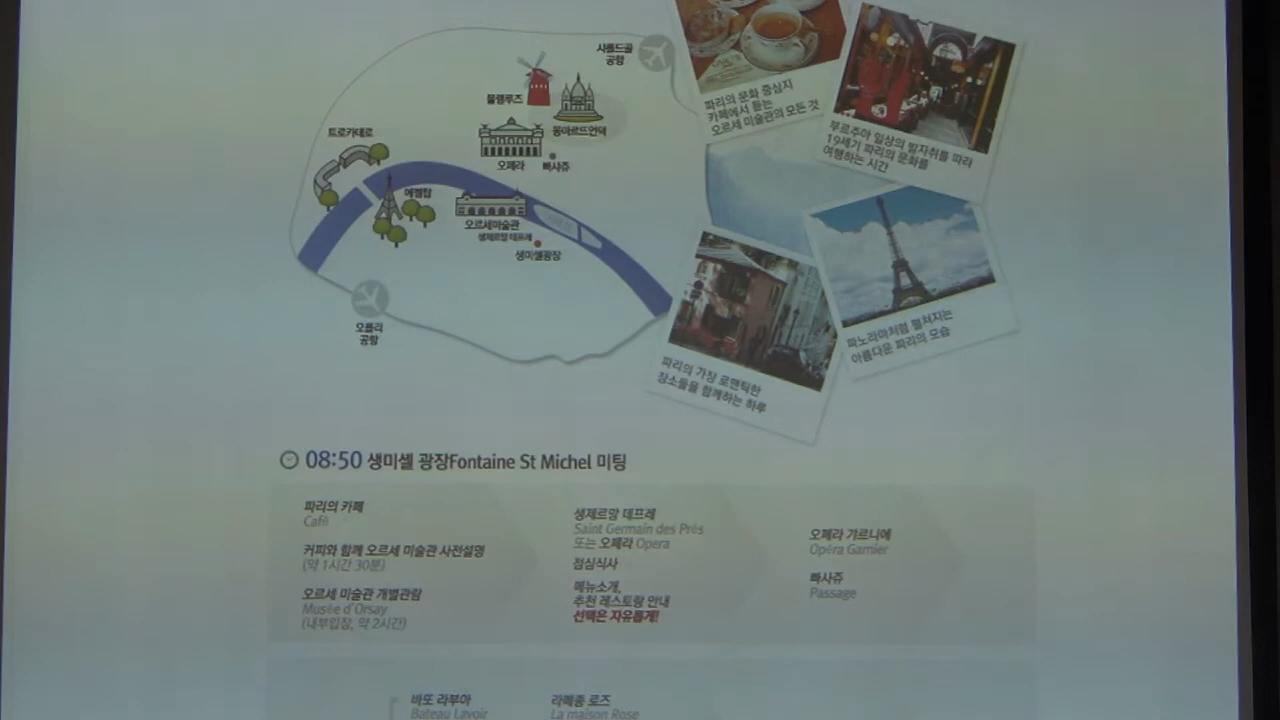 샤를드골
공항
물랭루즈
몽마르뜨언덕
트로카데로
오페라
빠사쥬
에펠탑
오르세미술관
생제르망 데프레
생미셸광장
오를리
공항
파리의 문화 중심지
카페에서 듣는
오르세 미술관의 모든 것
부르주아 일상의 발자취를 따라
19세기 파리의 문화를
여행하는 시간
파노라마처럼 펼쳐지는
아름다운 파리의 모습
파리의 가장 로맨틱한
장소들을 함께하는 하루
08:50 생미셸 광장Fontaine St Michel 미팅
파리의 카페
Café
커피와 함께 오르세 미술관 사전설명
(약 1시간 30분)
오르세 미술관 개별관람
Musée d'Orsay
(내부입장, 약 2시간)
생제르망 데프레
Saint Germain des Prés
또는 오페라 Opera
점심식사
메뉴소개,
추천 레스토랑 안내
선택은 자유롭게!
오페라 갸르니에
Opéra Garnier
빠사쥬
Passage
바또 라부아
Bateau Lavoir
라메종 로즈
La maison Rose